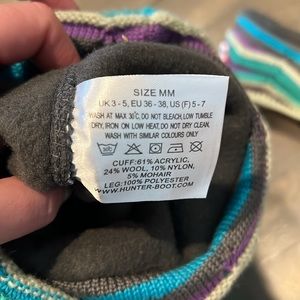 SIZE MM
UK 3 - 5, EU 36 - 38, US (F) 5 - 7
WASH AT MAX 30°C, DO NOT BLEACH, LOW TUMBLE
DRY, IRON ON LOW HEAT, DO NOT DRY CLEAN,
WASH WITH SIMILAR COLOURS ONLY
CUFF: 61% ACRYLIC,
24% WOOL, 10% NYLON,
5% MOHAIR
LEG: 100% POLYESTER
WWW.HUNTER-BOOT.COM